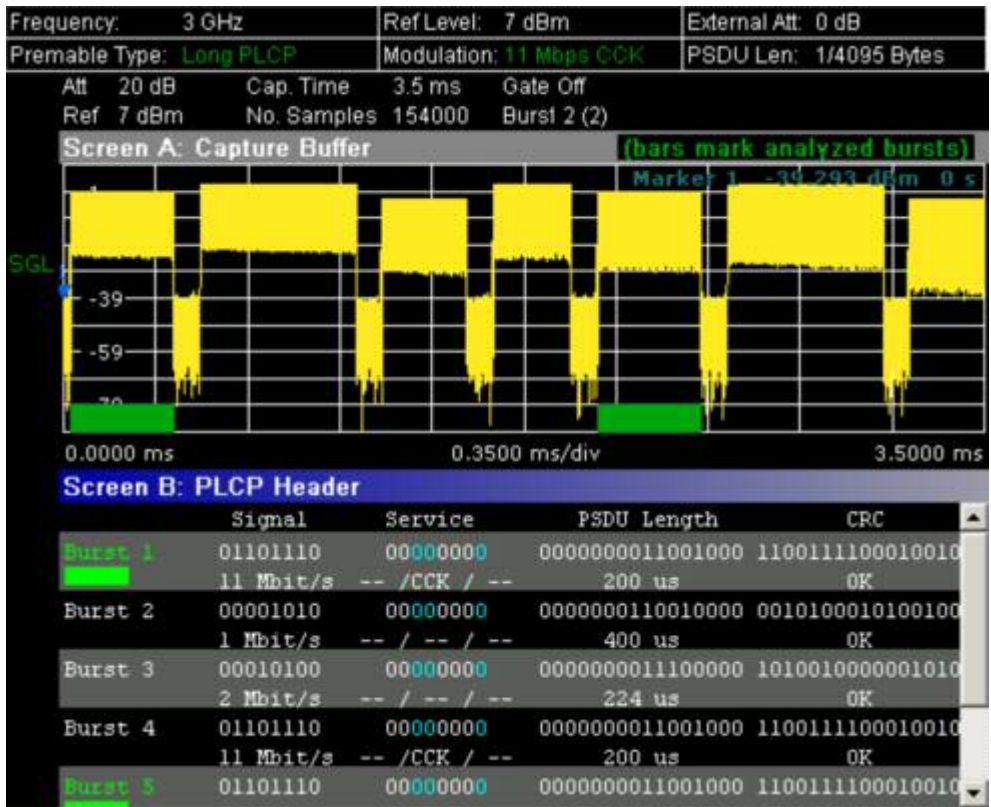 Frequency: 3 GHz Ref Level: 7 dBm External Att: 0 dB
Premable Type: Long PLCP Modulation: 11 Mbps CCK PSDU Len: 1/4095 Bytes
Att 20 dB Cap. Time 3.5 ms Gate Off
Ref 7 dBm No. Samples 154000 Burst 2 (2)
Screen A: Capture Buffer (bars mark analyzed bursts)
Marker 1 -39.293 dBm 0 s
SGL
1
-39
-59
0.0000 ms 0.3500 ms/div 3.5000 ms
Screen B: PLCP Header
Signal Service PSDU Length CRC
Burst 1 01101110 00000000 0000000011001000 1100111100010010
11 Mbit/s -- /CCK / -- 200 us OK
Burst 2 00001010 00000000 0000000110010000 0010100010100100
1 Mbit/s -- / -- / -- 400 us OK
Burst 3 00010100 00000000 0000000011100000 1010010000001010
2 Mbit/s -- / -- / -- 224 us OK
Burst 4 01101110 00000000 0000000011001000 1100111100010010
11 Mbit/s -- /CCK / -- 200 us OK
Burst 5 01101110 00000000 0000000011001000 1100111100010010